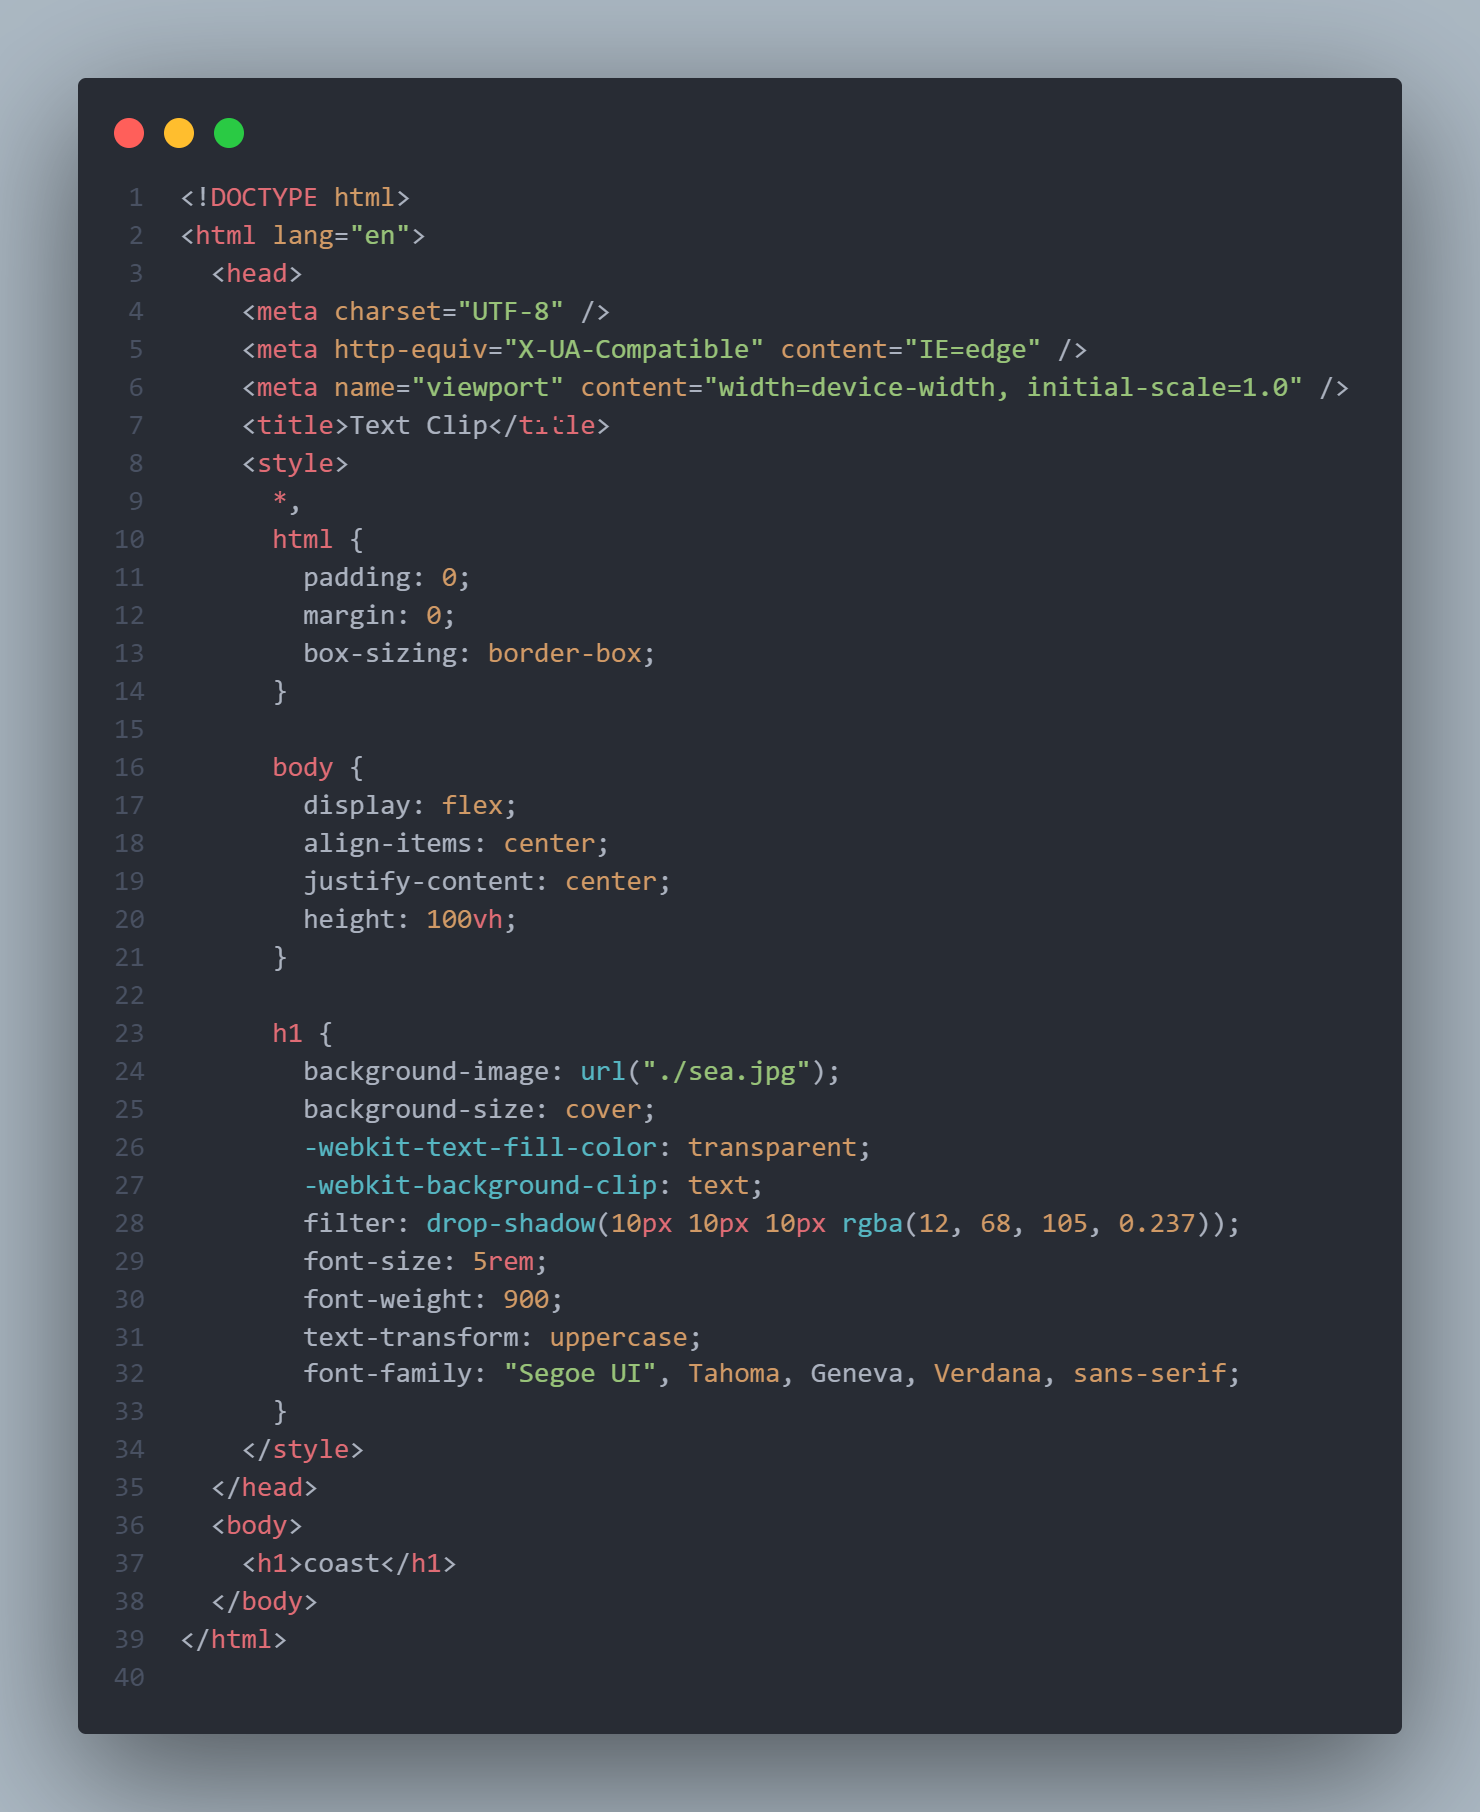 1 <!DOCTYPE html>
2 <html lang="en">
3   <head>
4     <meta charset="UTF-8" />
5     <meta http-equiv="X-UA-Compatible" content="IE=edge" />
6     <meta name="viewport" content="width=device-width, initial-scale=1.0" />
7     <title>Text Clip</title>
8     <style>
9       *,
10       html {
11         padding: 0;
12         margin: 0;
13         box-sizing: border-box;
14       }
15
16       body {
17         display: flex;
18         align-items: center;
19         justify-content: center;
20         height: 100vh;
21       }
22
23       h1 {
24         background-image: url("./sea.jpg");
25         background-size: cover;
26         -webkit-text-fill-color: transparent;
27         -webkit-background-clip: text;
28         filter: drop-shadow(10px 10px 10px rgba(12, 68, 105, 0.237));
29         font-size: 5rem;
30         font-weight: 900;
31         text-transform: uppercase;
32         font-family: "Segoe UI", Tahoma, Geneva, Verdana, sans-serif;
33       }
34     </style>
35   </head>
36   <body>
37     <h1>coast</h1>
38   </body>
39 </html>
40